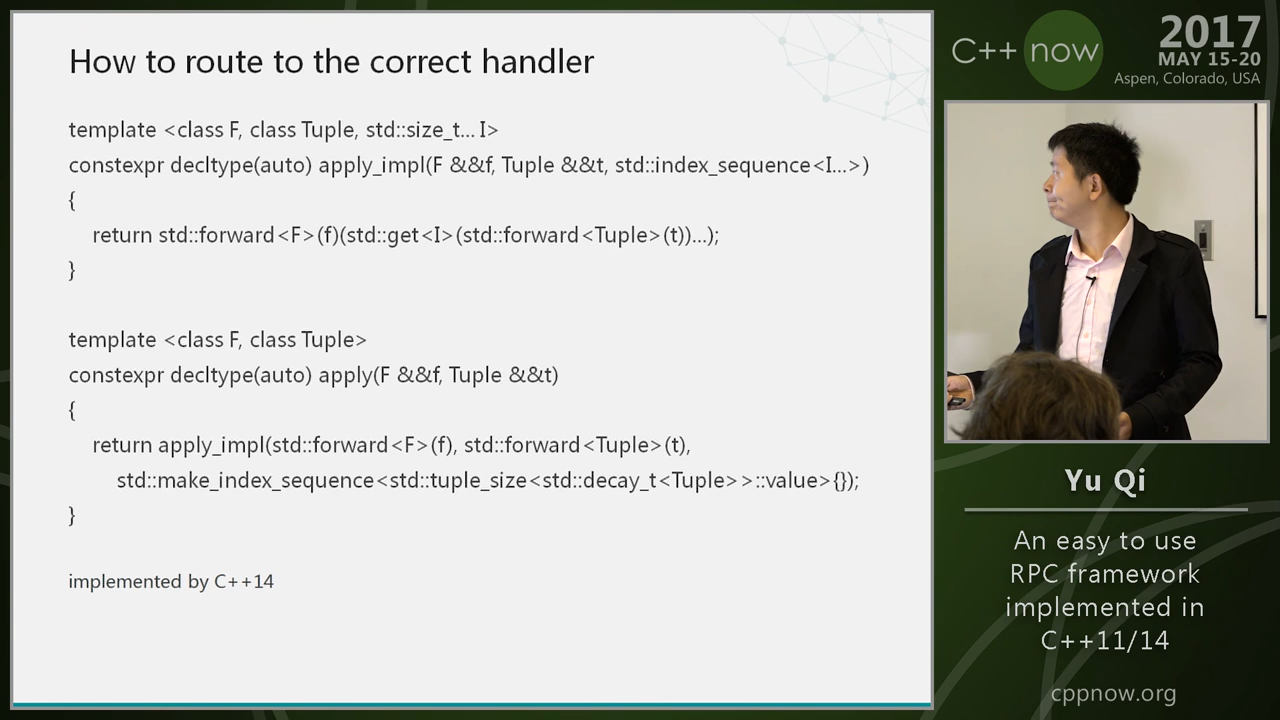 How to route to the correct handler
template <class F, class Tuple, std::size_t... I>
constexpr decltype(auto) apply_impl(F &&f, Tuple &&t, std::index_sequence<I...>)
{
return std::forward<F>(f)(std::get<I>(std::forward<Tuple>(t))...);
}
template <class F, class Tuple>
constexpr decltype(auto) apply(F &&f, Tuple &&t)
{
return apply_impl(std::forward<F>(f), std::forward<Tuple>(t),
std::make_index_sequence<std::tuple_size<std::decay_t<Tuple>>::value>{});
}
implemented by C++14
C++ now
2017
MAY 15-20
Aspen, Colorado, USA
Yu Qi
An easy to use
RPC framework
implemented in
C++11/14
cppnow.org